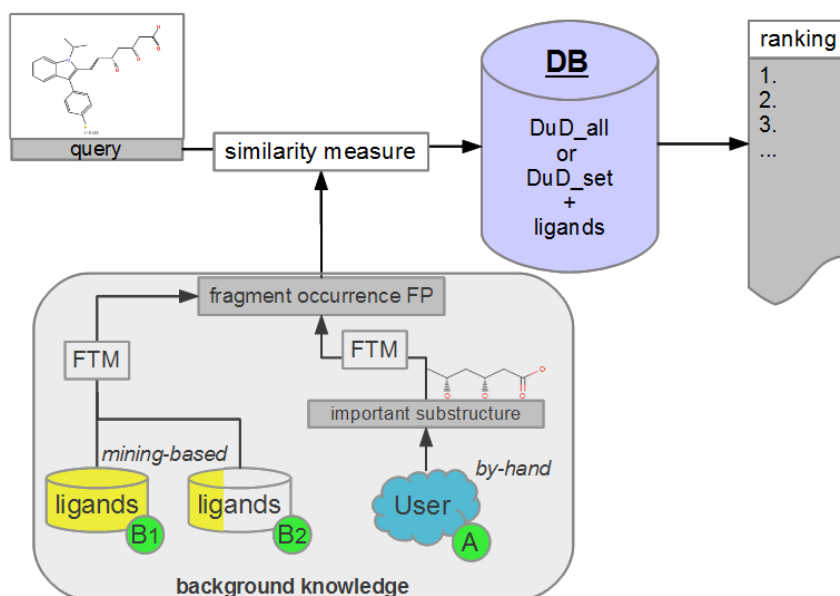 query
similarity measure
DB
DuD_all
or
DuD_set
+
ligands
ranking
1.
2.
3.
...
fragment occurrence FP
FTM
FTM
important substructure
mining-based
by-hand
ligands
B1
ligands
B2
User
A
background knowledge